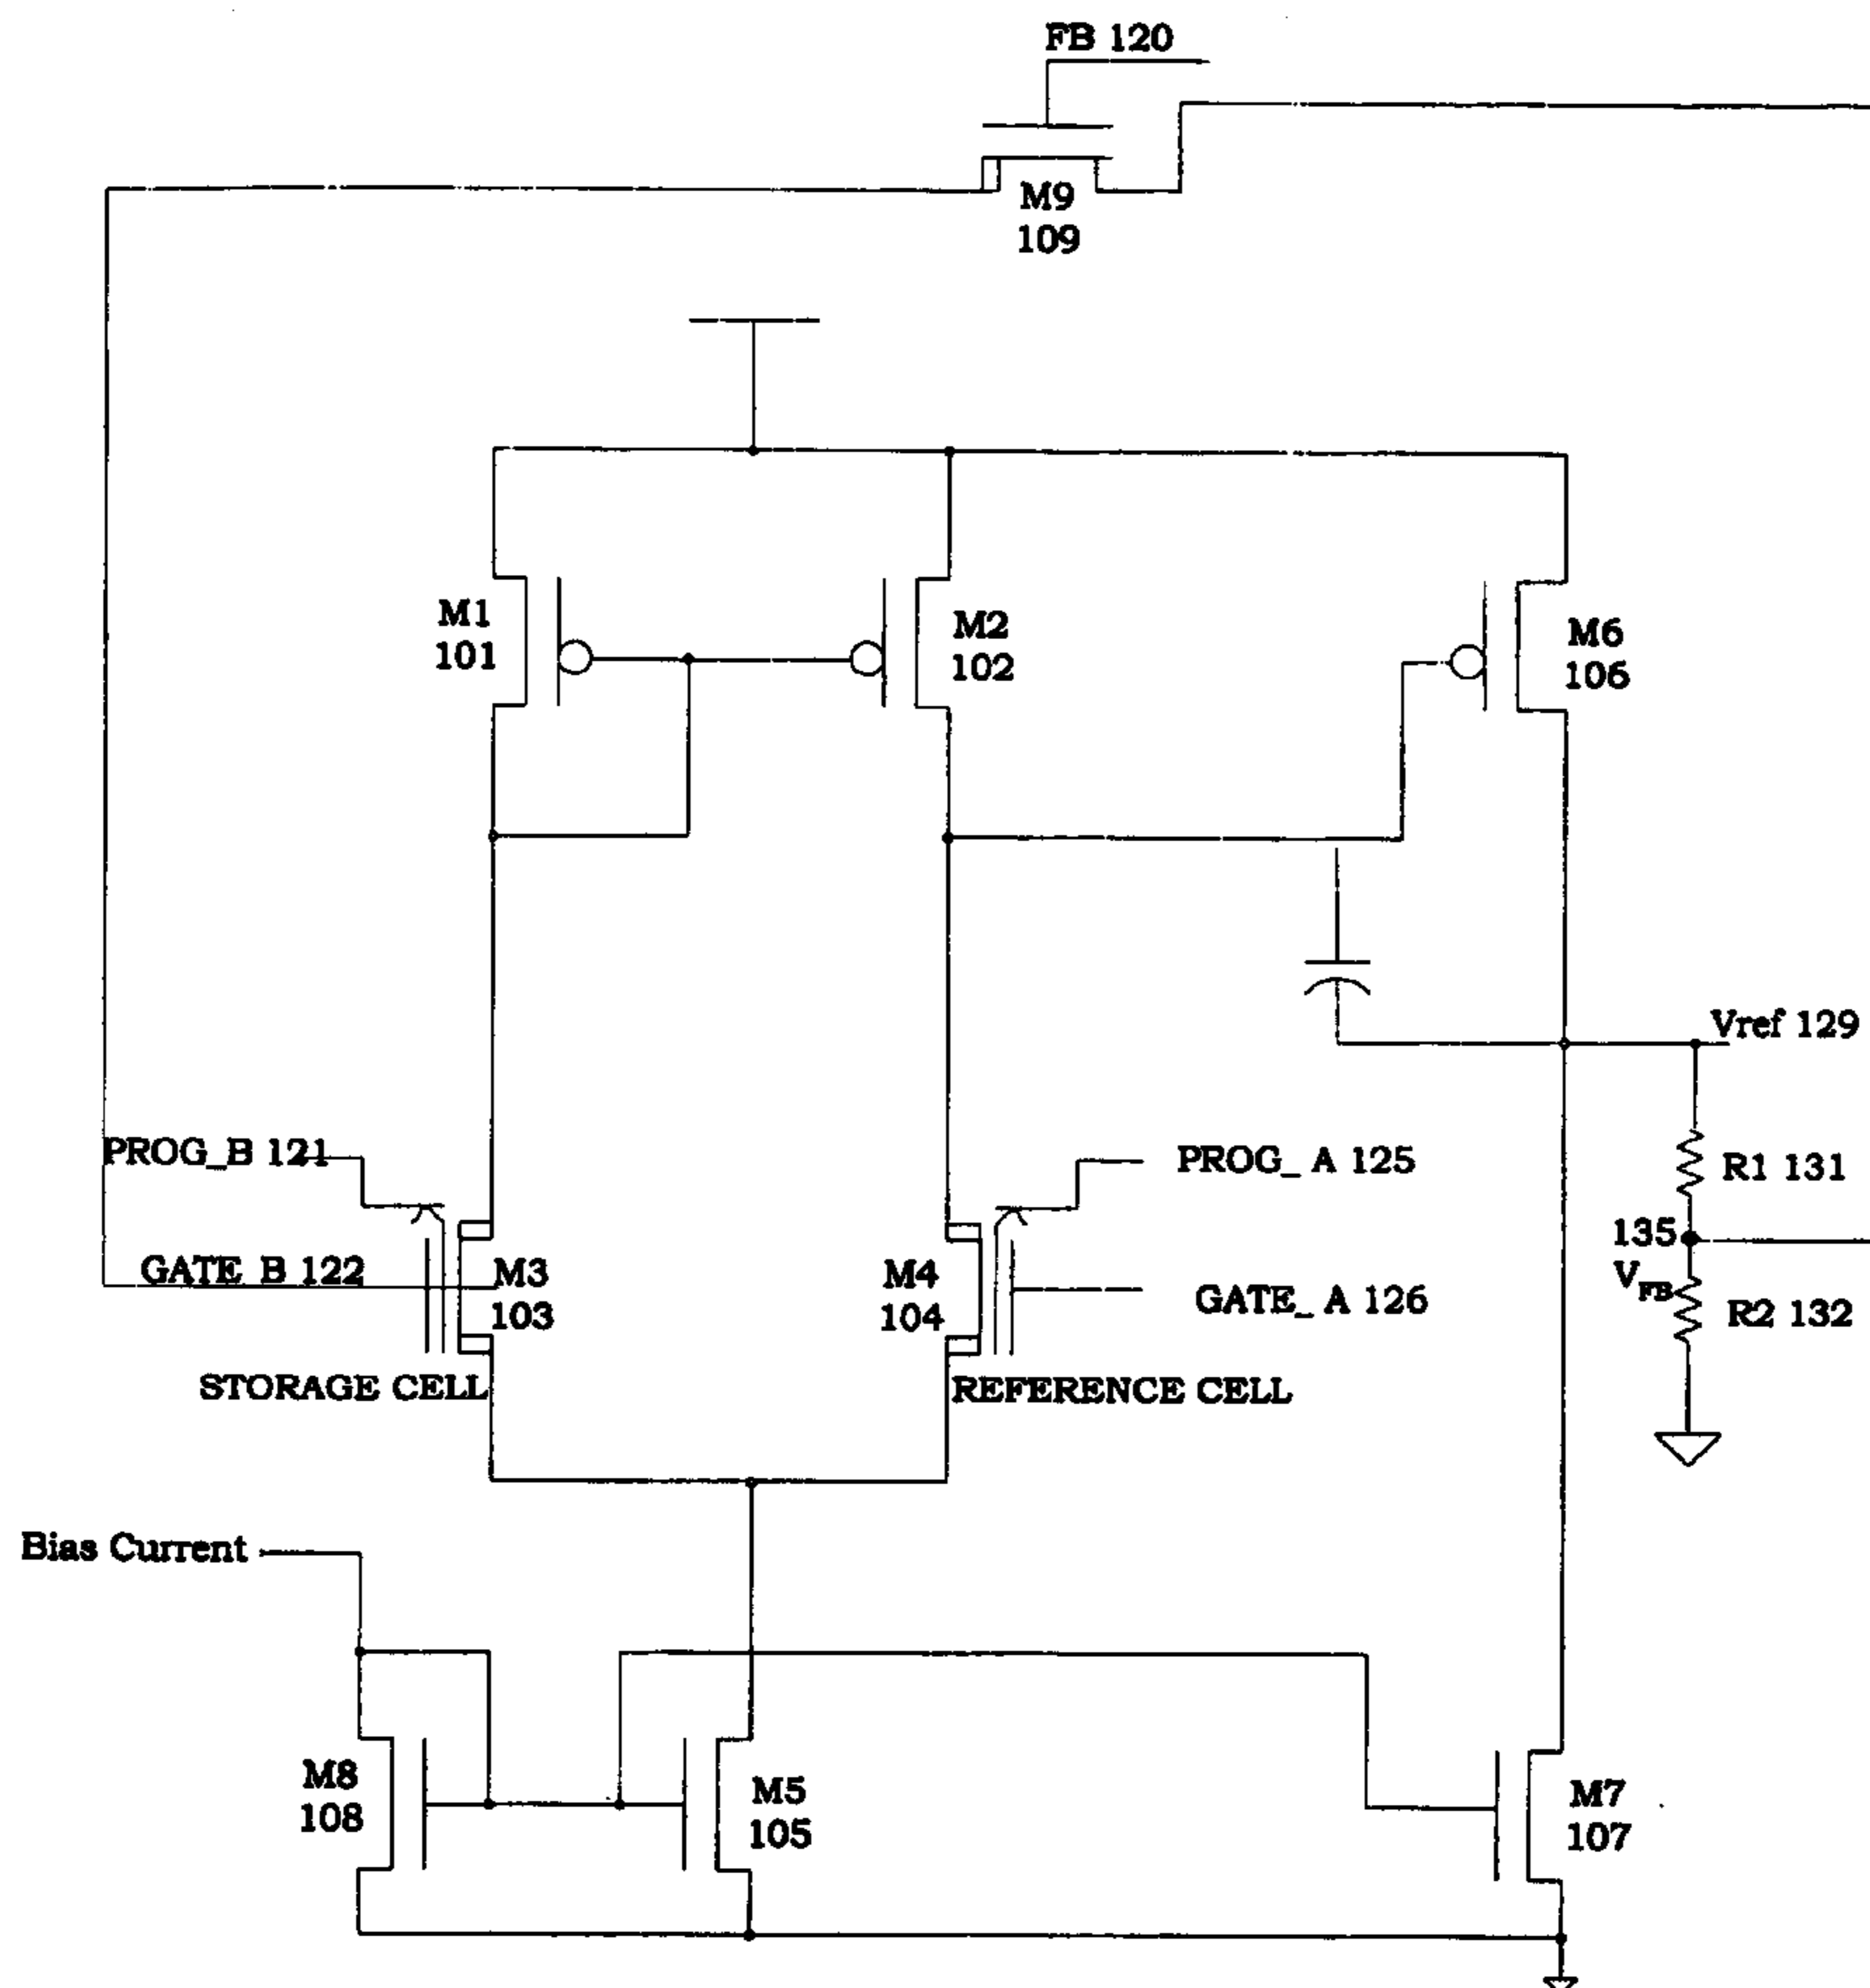 FB 120
M9
109
M1
101
M2
102
M6
106
Vref 129
PROG_B 121
PROG_ A 125
R1 131
135
V_FB
GATE_B 122
M3
103
M4
104
GATE_ A 126
R2 132
STORAGE CELL
REFERENCE CELL
Bias Current
M8
108
M5
105
M7
107